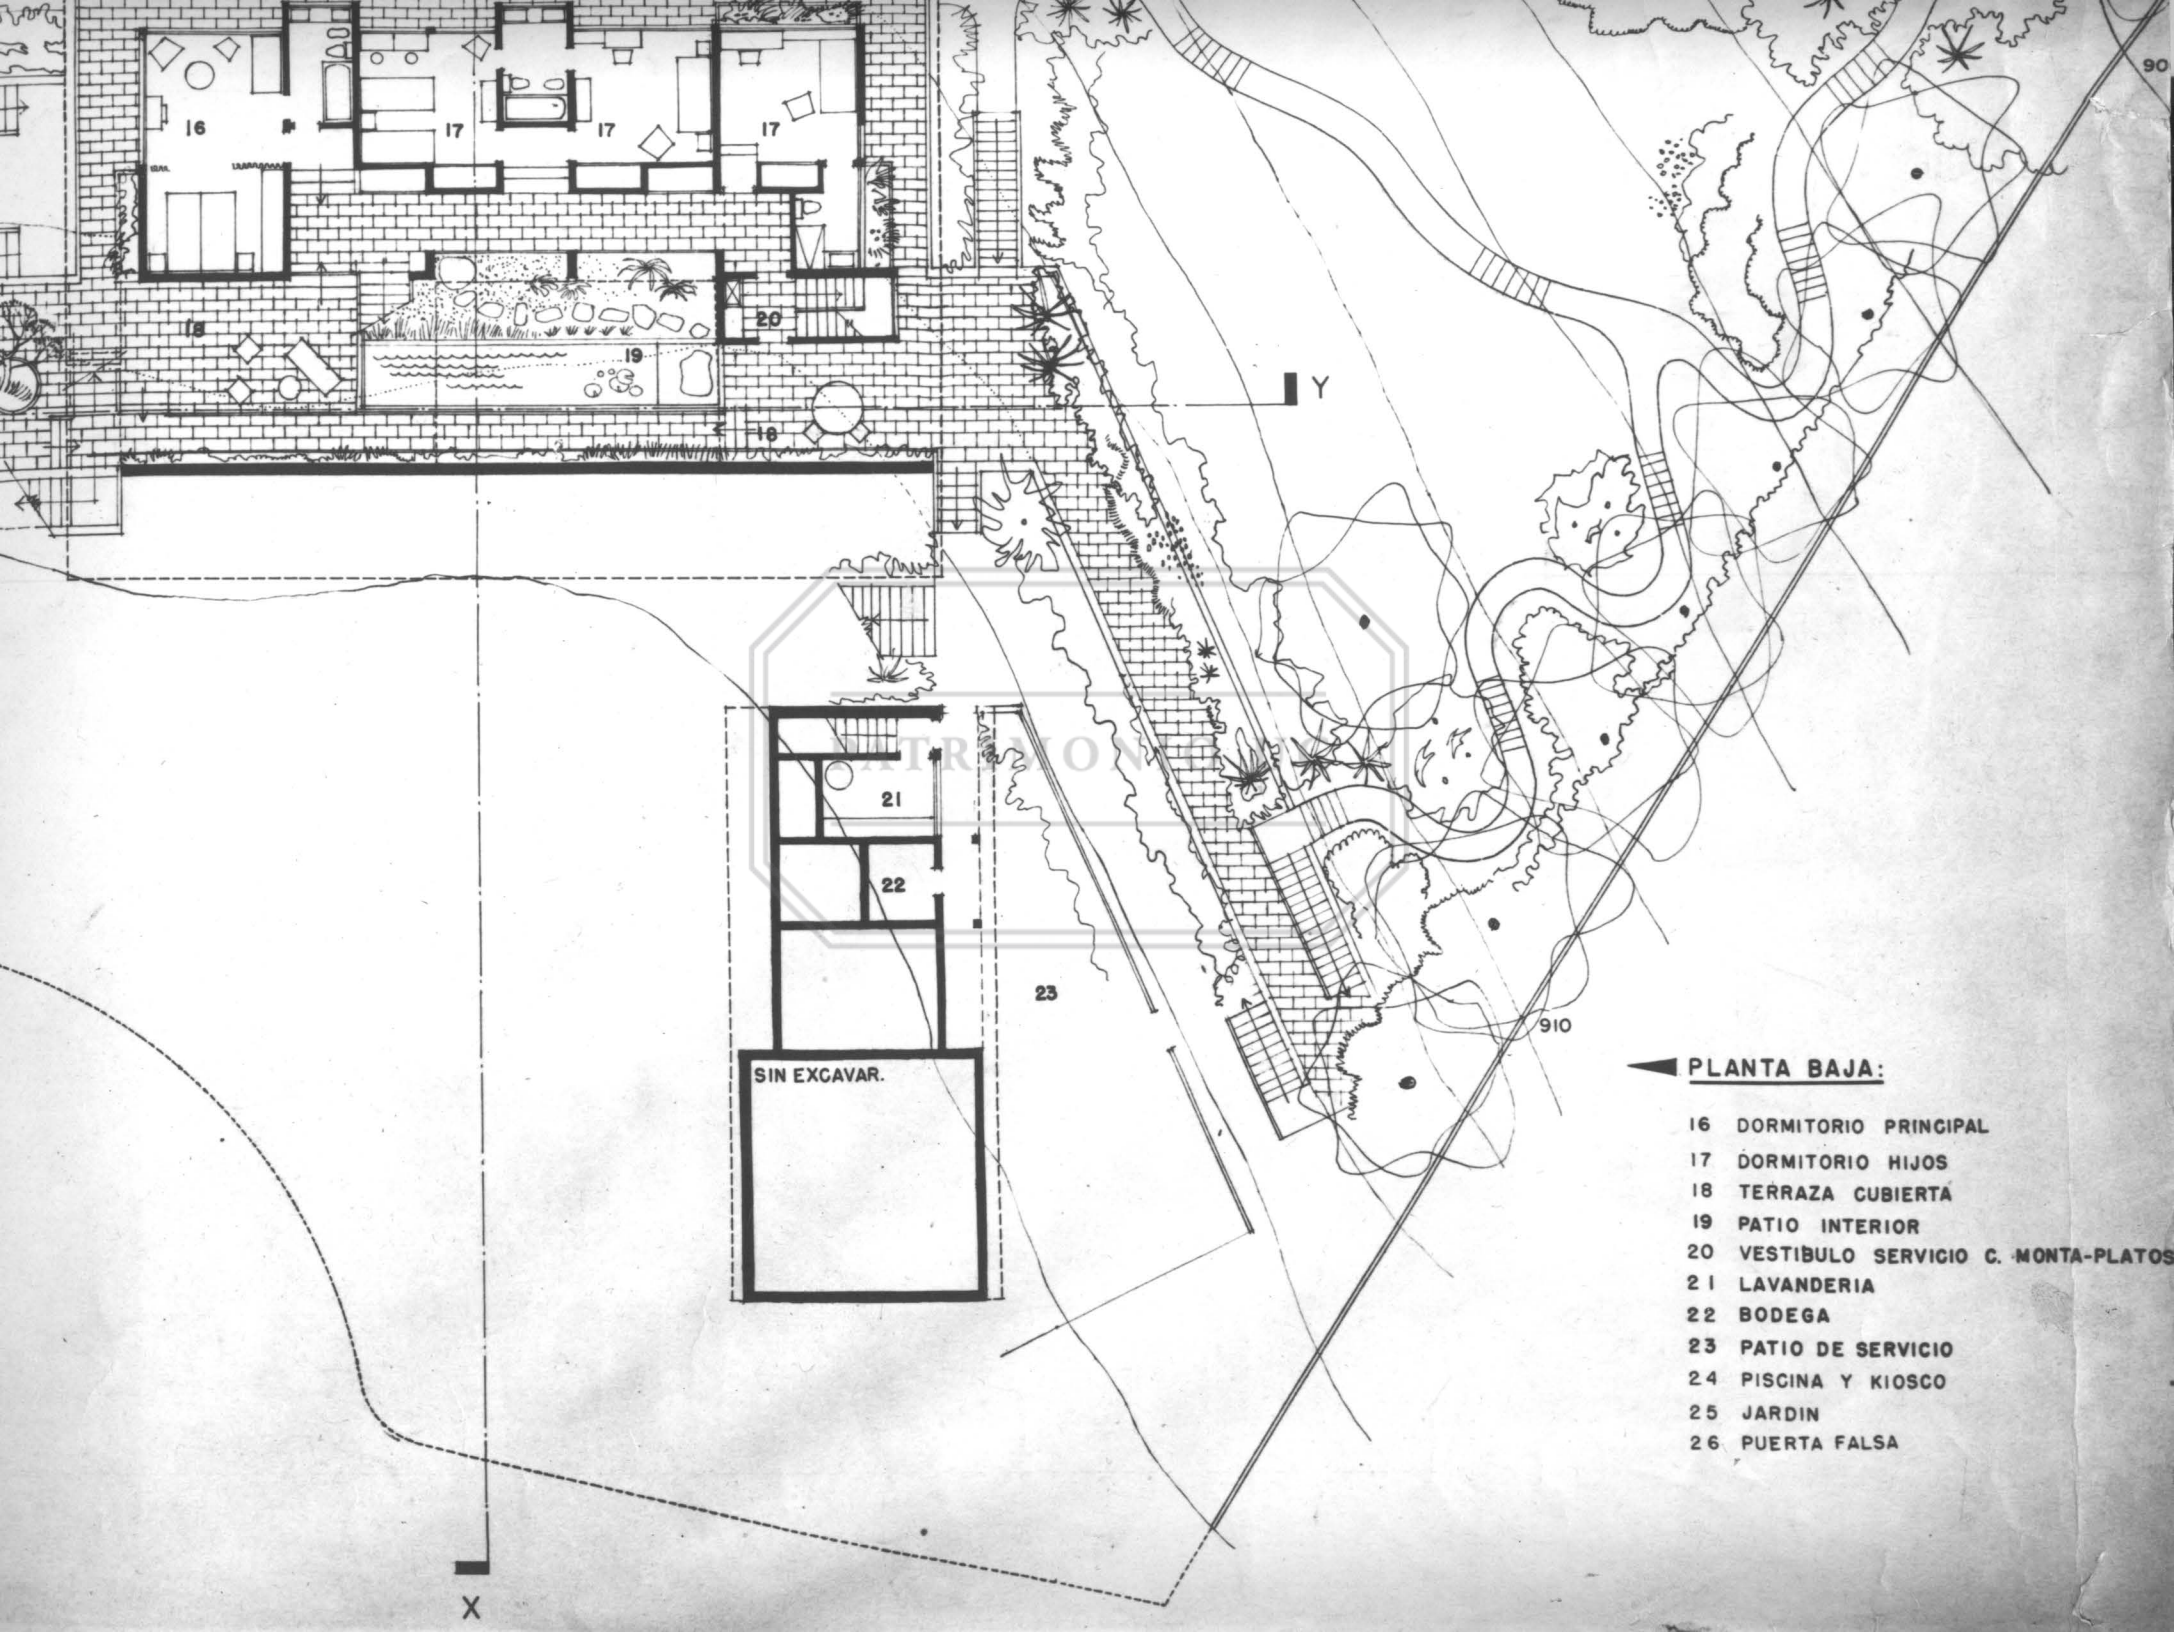 90
16
17
17
17
18
19
20
18
Y
PATRIMONIO
21
22
23
SIN EXCAVAR.
910
PLANTA BAJA:
16 DORMITORIO PRINCIPAL
17 DORMITORIO HIJOS
18 TERRAZA CUBIERTA
19 PATIO INTERIOR
20 VESTIBULO SERVICIO C. MONTA-PLATOS
21 LAVANDERIA
22 BODEGA
23 PATIO DE SERVICIO
24 PISCINA Y KIOSCO
25 JARDIN
26 PUERTA FALSA
X